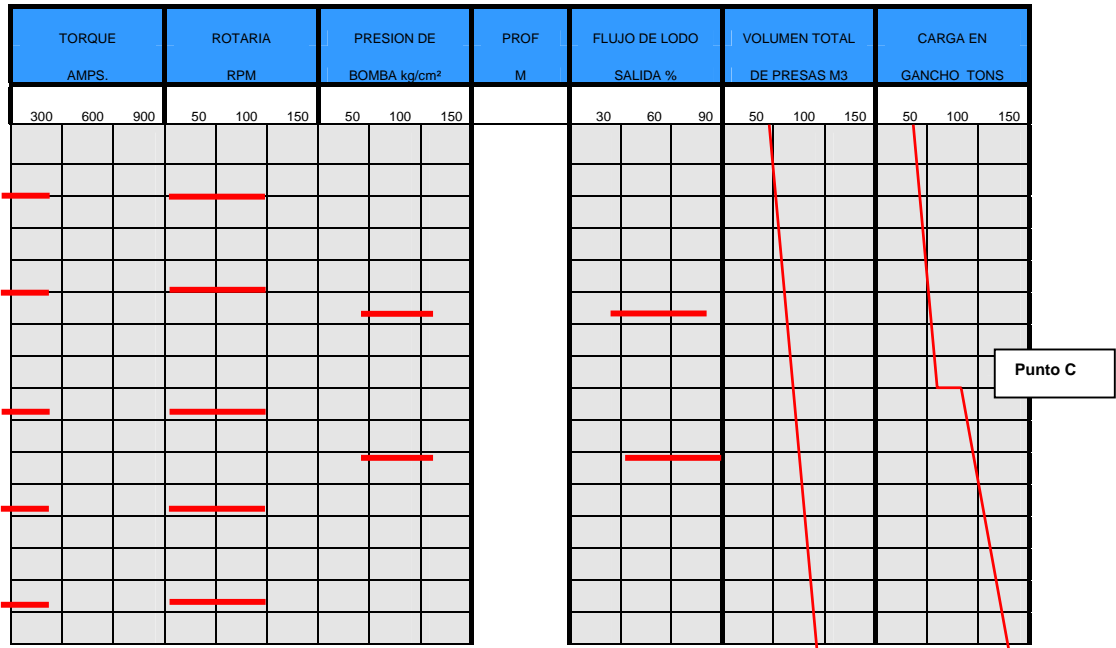 TORQUE ROTARIA PRESION DE PROF FLUJO DE LODO VOLUMEN TOTAL CARGA EN
AMPS. RPM BOMBA kg/cm² M SALIDA % DE PRESAS M3 GANCHO TONS
300 600 900 50 100 150 50 100 150 30 60 90 50 100 150 50 100 150
Punto C